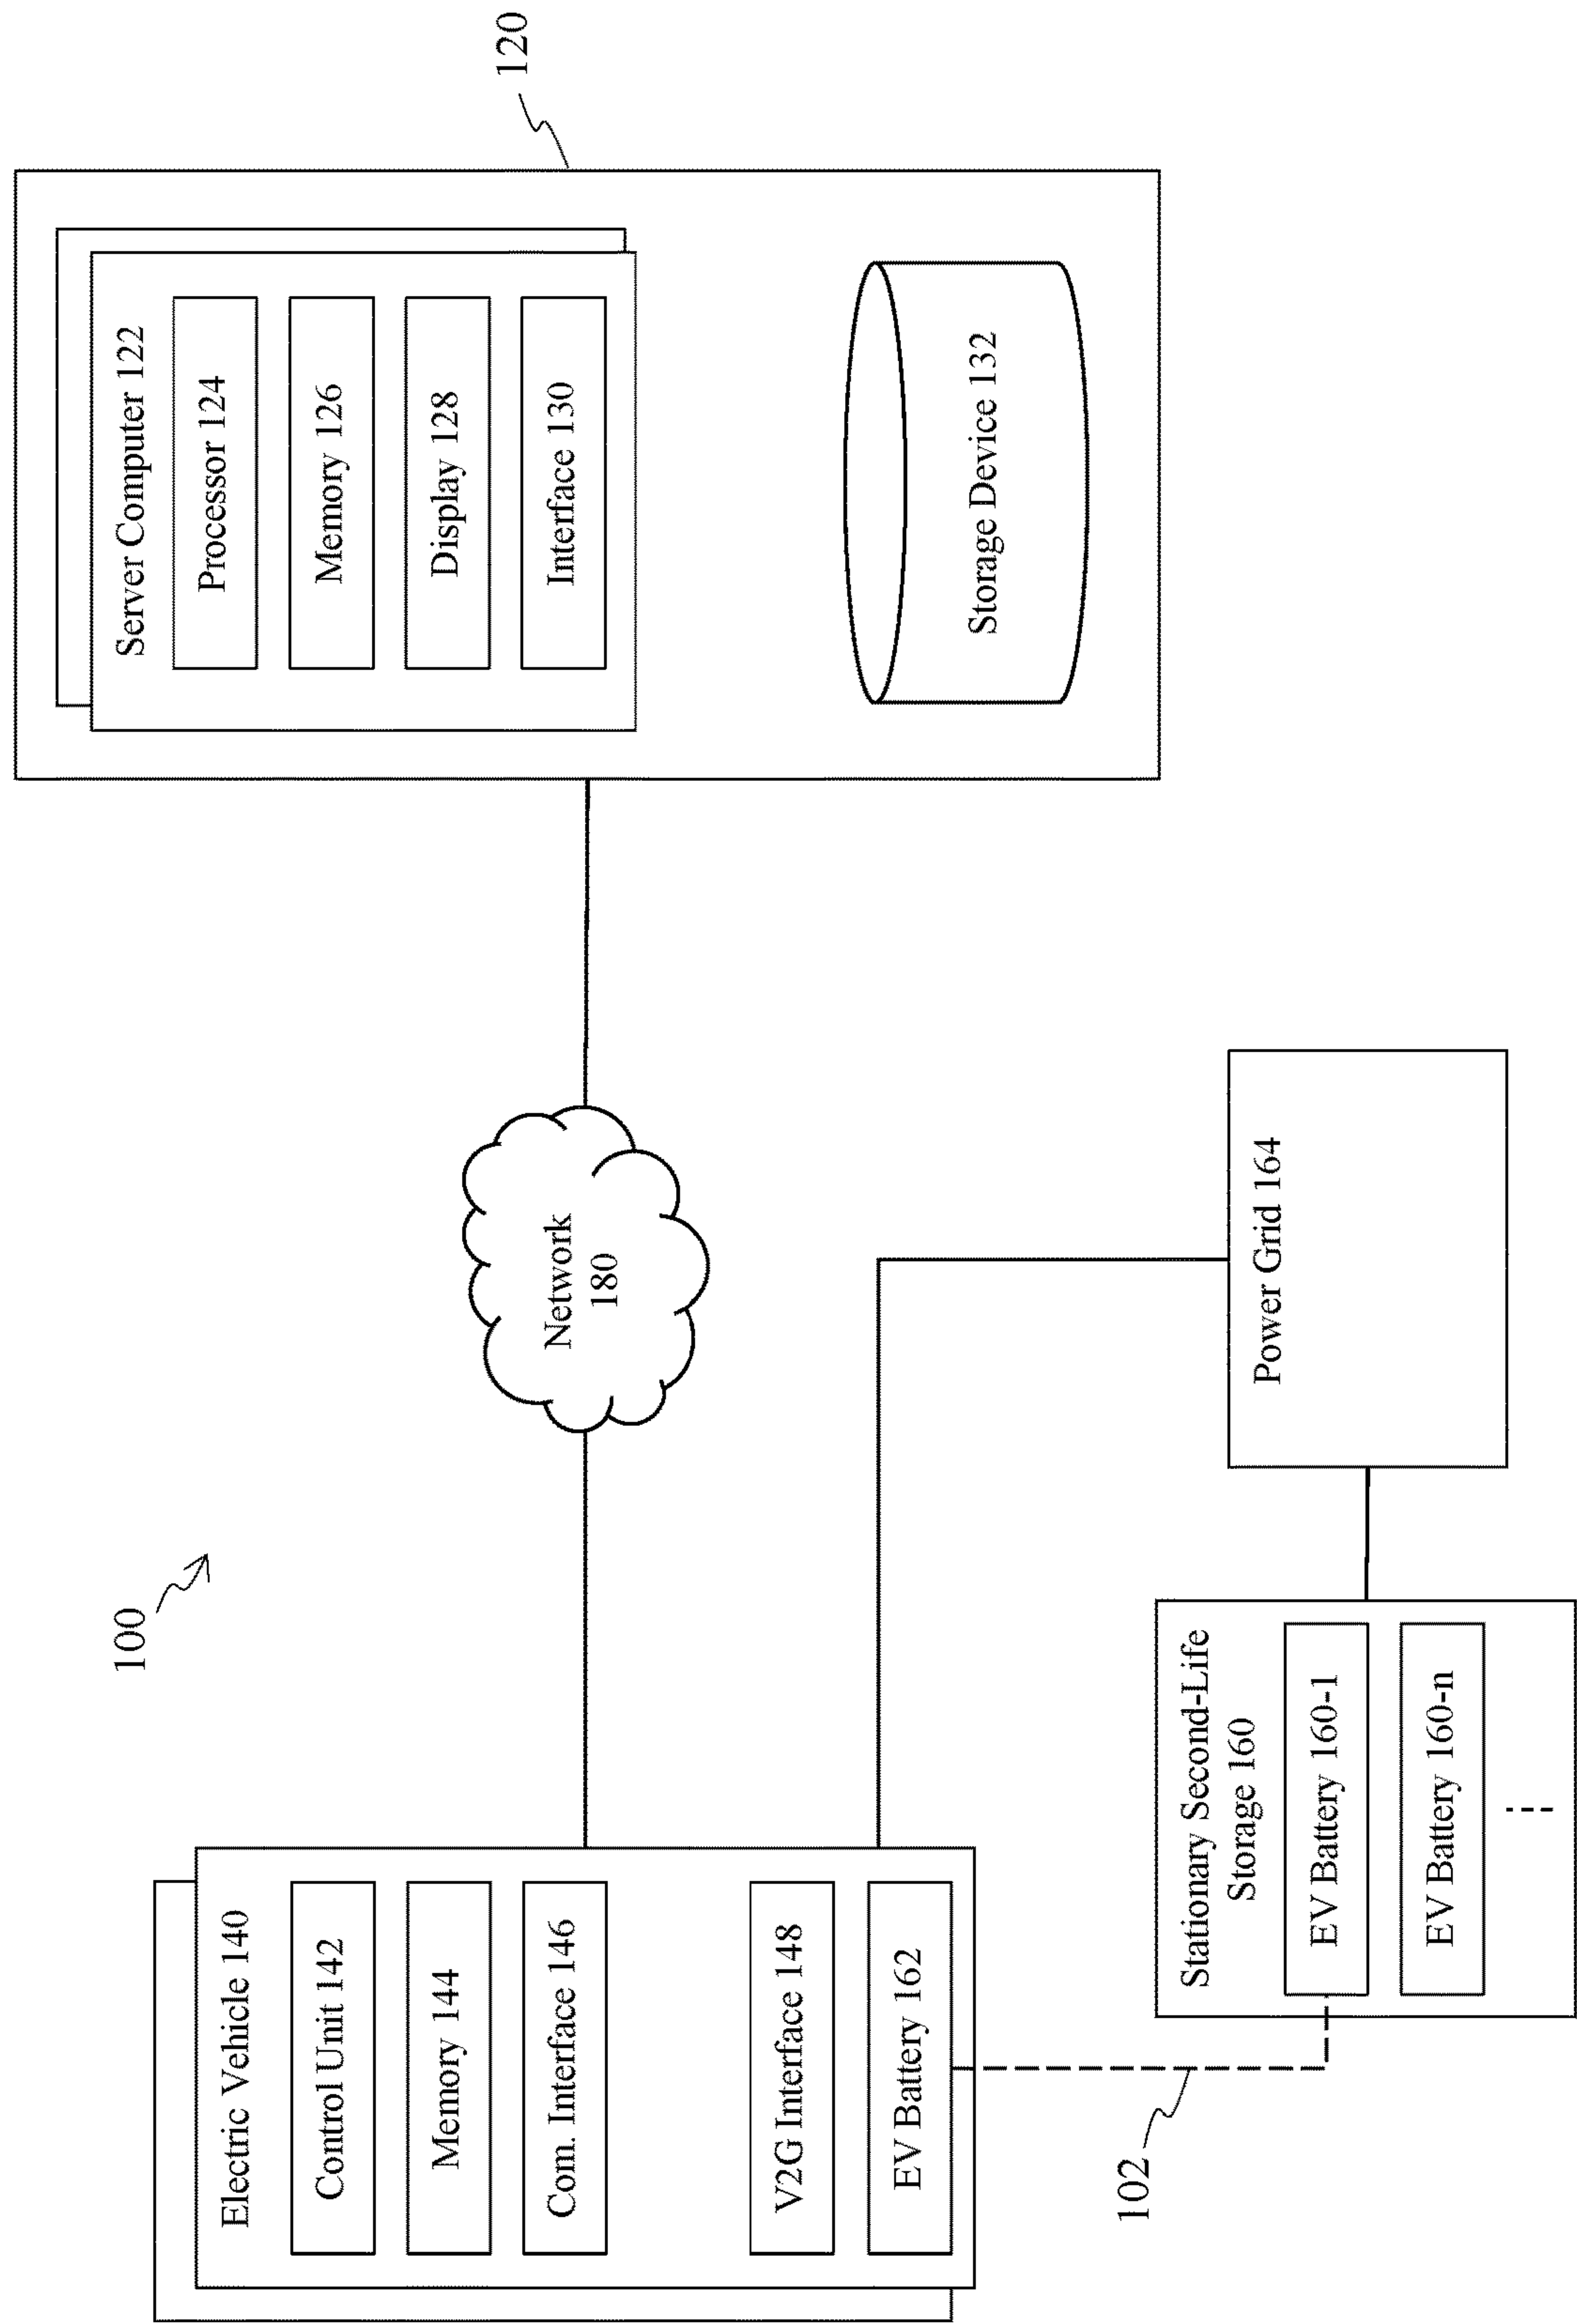 100
Electric Vehicle 140
Control Unit 142
Memory 144
Com. Interface 146
V2G Interface 148
EV Battery 162
102
Network
180
120
Server Computer 122
Processor 124
Memory 126
Display 128
Interface 130
Storage Device 132
Stationary Second-Life
Storage 160
EV Battery 160-1
EV Battery 160-n
Power Grid 164